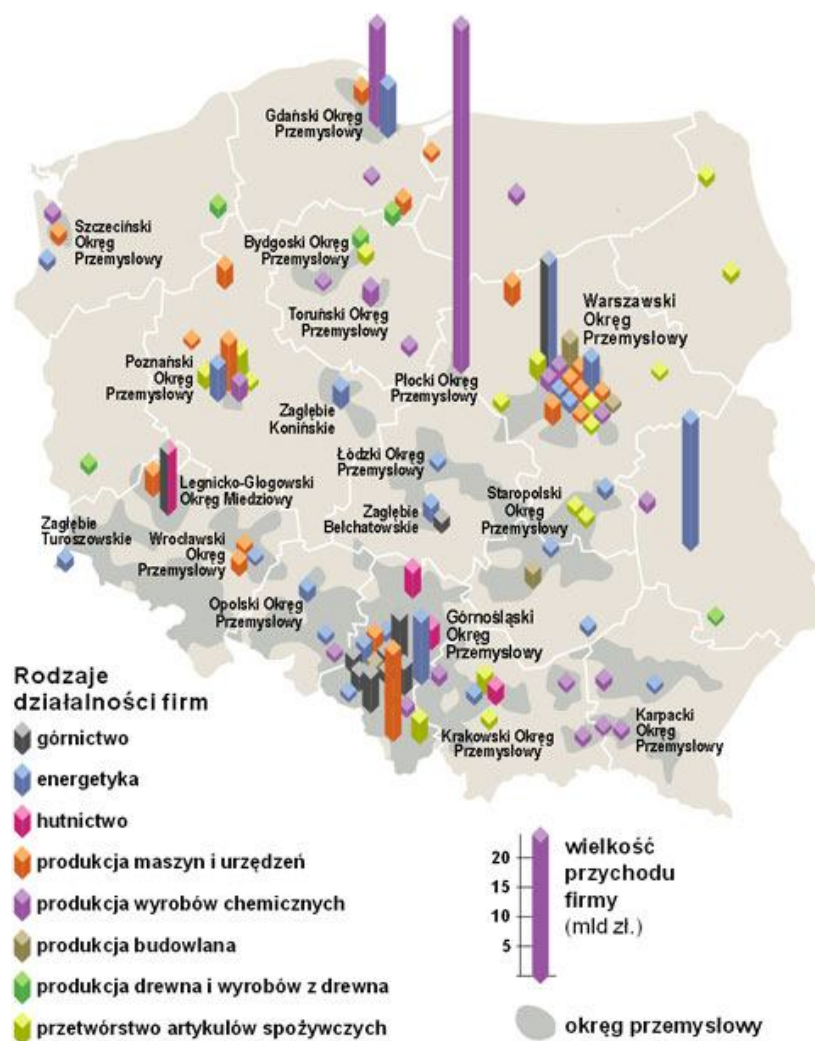 Gdański Okręg
Przemysłowy
Szczeciński
Okręg
Przemysłowy
Bydgoski Okręg
Przemysłowy
Toruński Okręg
Przemysłowy
Warszawski
Okręg
Przemysłowy
Poznański
Okręg
Przemysłowy
Płocki Okręg
Przemysłowy
Zagłębie
Konińskie
Łódzki Okręg
Przemysłowy
Legnicko-Głogowski
Okręg Miedziowy
Zagłębie
Bełchatowskie
Staropolski
Okręg
Przemysłowy
Zagłębie
Turoszowskie
Wrocławski
Okręg
Przemysłowy
Opolski Okręg
Przemysłowy
Górnośląski
Okręg
Przemysłowy
Krakowski Okręg
Przemysłowy
Karpacki
Okręg
Przemysłowy
Rodzaje
działalności firm
górnictwo
energetyka
hutnictwo
produkcja maszyn i urzędzeń
produkcja wyrobów chemicznych
produkcja budowlana
produkcja drewna i wyrobów z drewna
przetwórstwo artykułów spożywczych
20
15
10
5
wielkość
przychodu
firmy
(mld zł.)
okręg przemysłowy